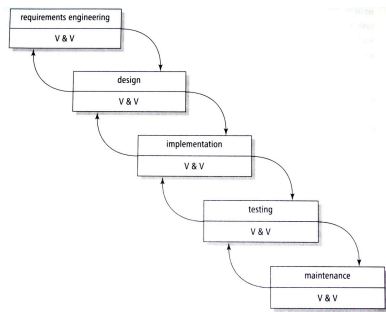 requirements engineering
V & V
design
V & V
implementation
V & V
testing
V & V
maintenance
V & V